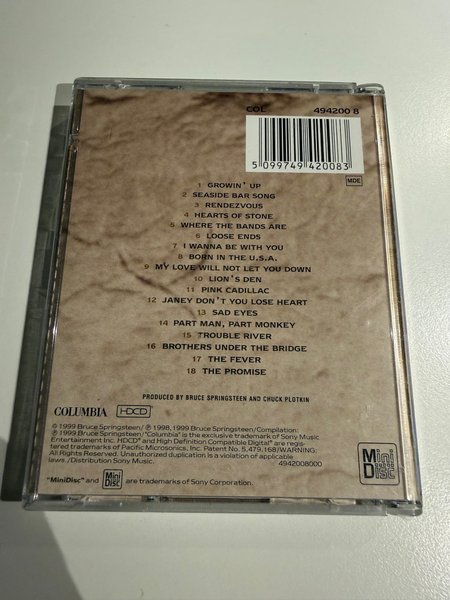 COL 494200 8
5 099749 420083
MDE
1 GROWIN' UP
2 SEASIDE BAR SONG
3 RENDEZVOUS
4 HEARTS OF STONE
5 WHERE THE BANDS ARE
6 LOOSE ENDS
7 I WANNA BE WITH YOU
8 BORN IN THE U.S.A.
9 MY LOVE WILL NOT LET YOU DOWN
10 LION'S DEN
11 PINK CADILLAC
12 JANEY DON'T YOU LOSE HEART
13 SAD EYES
14 PART MAN, PART MONKEY
15 TROUBLE RIVER
16 BROTHERS UNDER THE BRIDGE
17 THE FEVER
18 THE PROMISE
PRODUCED BY BRUCE SPRINGSTEEN AND CHUCK PLOTKIN
COLUMBIA HDCD
© 1999 Bruce Springsteen/ ℗ 1998, 1999 Bruce Springsteen/Compilation:
℗ 1999 Bruce Springsteen/"Columbia" is the exclusive trademark of Sony Music
Entertainment Inc. HDCD® and High Definition Compatible Digital® are reg.
trademark of Pacific Microsonics, Inc. Patent No. 5,479,168/WARNING:
All Rights Reserved. Unauthorized duplication is a violation of applicable
laws./Distribution Sony Music. 4942008000
"MiniDisc" and Mini Disc are trademarks of Sony Corporation.
Mini Disc